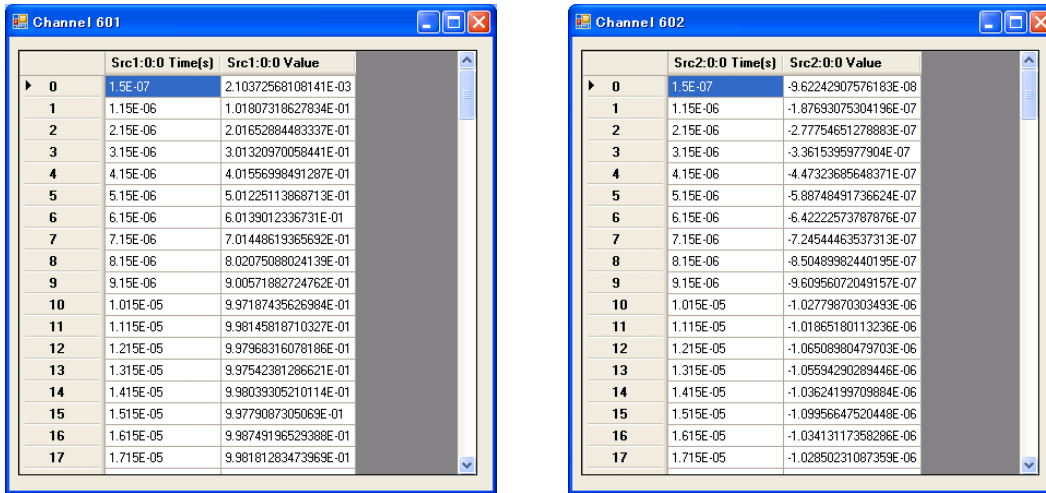 Channel 601
Src1:0:0 Time(s) Src1:0:0 Value
0 1.5E-07 2.10372568108141E-03
1 1.15E-06 1.01807318627834E-01
2 2.15E-06 2.01652884483337E-01
3 3.15E-06 3.01320970058441E-01
4 4.15E-06 4.01556998491287E-01
5 5.15E-06 5.01225113868713E-01
6 6.15E-06 6.0139012336731E-01
7 7.15E-06 7.01448619365692E-01
8 8.15E-06 8.02075088024139E-01
9 9.15E-06 9.00571882724762E-01
10 1.015E-05 9.97187435626984E-01
11 1.115E-05 9.98145818710327E-01
12 1.215E-05 9.97968316078186E-01
13 1.315E-05 9.97542381286621E-01
14 1.415E-05 9.98039305210114E-01
15 1.515E-05 9.9779087305069E-01
16 1.615E-05 9.98749196529388E-01
17 1.715E-05 9.98181283473969E-01
Channel 602
Src2:0:0 Time(s) Src2:0:0 Value
0 1.5E-07 -9.62242907576183E-08
1 1.15E-06 -1.87693075304196E-07
2 2.15E-06 -2.77754651278883E-07
3 3.15E-06 -3.3615395977904E-07
4 4.15E-06 -4.47323685648371E-07
5 5.15E-06 -5.88748491736624E-07
6 6.15E-06 -6.42222573787876E-07
7 7.15E-06 -7.24544463537313E-07
8 8.15E-06 -8.50489982440195E-07
9 9.15E-06 -9.60956072049157E-07
10 1.015E-05 -1.02779870303493E-06
11 1.115E-05 -1.01865180113236E-06
12 1.215E-05 -1.06508980479703E-06
13 1.315E-05 -1.05594290289446E-06
14 1.415E-05 -1.03624199709884E-06
15 1.515E-05 -1.09956647520448E-06
16 1.615E-05 -1.03413117358286E-06
17 1.715E-05 -1.02850231087359E-06